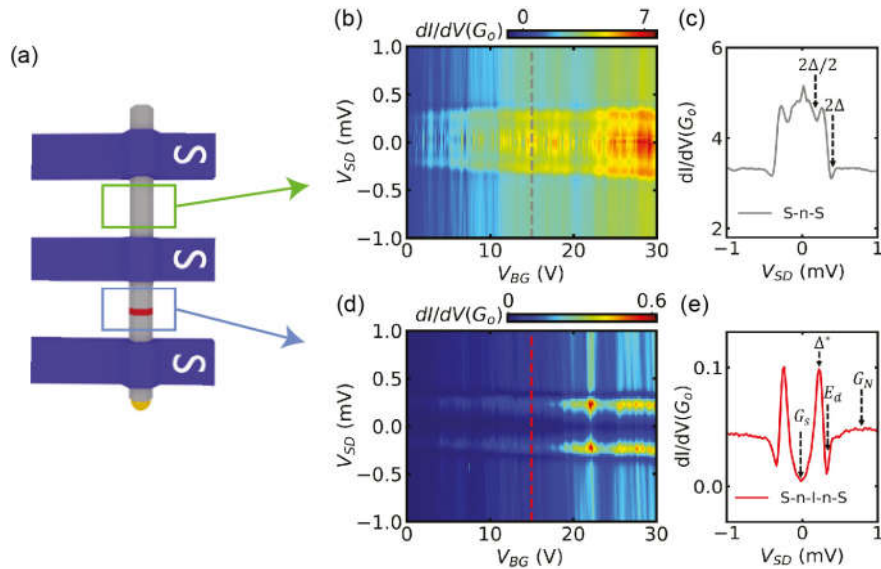 (a)
S
S
S
(b)
dI/dV(G₀) 0 7
1.0
0.5
0.0
-0.5
-1.0
V_SD (mV)
0 10 20 30
V_BG (V)
(c)
6
4
2
dI/dV(G₀)
2Δ/2
2Δ
S-n-S
-1 0 1
V_SD (mV)
(d)
dI/dV(G₀) 0 0.6
1.0
0.5
0.0
-0.5
-1.0
V_SD (mV)
0 10 20 30
V_BG (V)
(e)
0.1
0.0
dI/dV(G₀)
Δ*
G_N
E_d
G_S
S-n-I-n-S
-1 0 1
V_SD (mV)